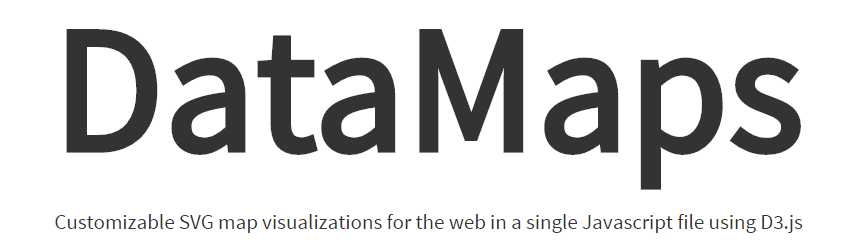 DataMaps
Customizable SVG map visualizations for the web in a single Javascript file using D3.js